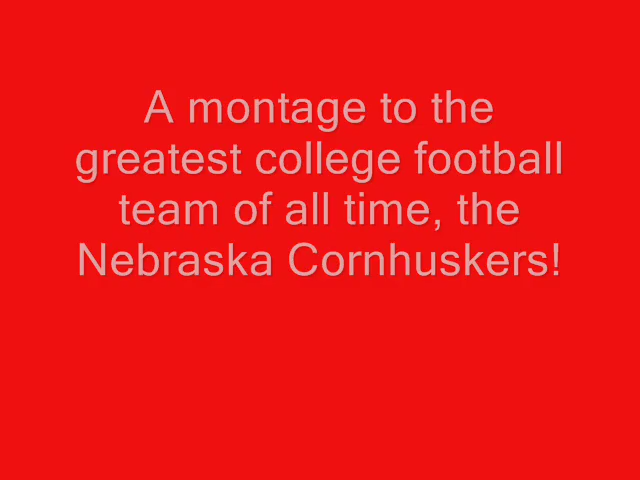 A montage to the
greatest college football
team of all time, the
Nebraska Cornhuskers!